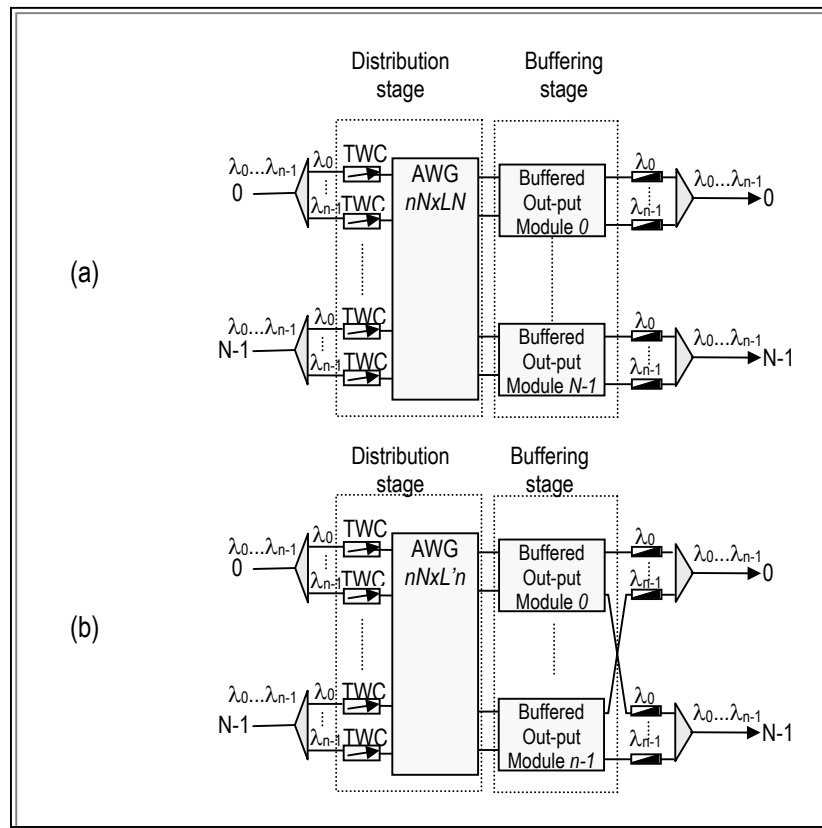 Distribution stage
Buffering stage
(a)
λ0...λn-1
0
λ0
TWC
λn-1
TWC
AWG
nNxLN
Buffered
Out-put
Module 0
λ0
λn-1
λ0...λn-1
0
λ0...λn-1
N-1
λ0
TWC
λn-1
TWC
Buffered
Out-put
Module N-1
λ0
λn-1
λ0...λn-1
N-1
Distribution stage
Buffering stage
(b)
λ0...λn-1
0
λ0
TWC
λn-1
TWC
AWG
nNxL'n
Buffered
Out-put
Module 0
λ0
λn-1
λ0...λn-1
0
λ0...λn-1
N-1
λ0
TWC
λn-1
TWC
Buffered
Out-put
Module n-1
λ0
λn-1
λ0...λn-1
N-1